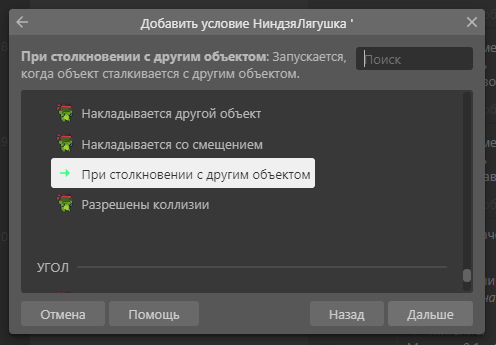 Добавить условие НиндзяЛягушка '
При столкновении с другим объектом: Запускается,
когда объект сталкивается с другим объектом.
Поиск
Накладывается другой объект
Накладывается со смещением
При столкновении с другим объектом
Разрешены коллизии
УГОЛ
Отмена
Помощь
Назад
Дальше